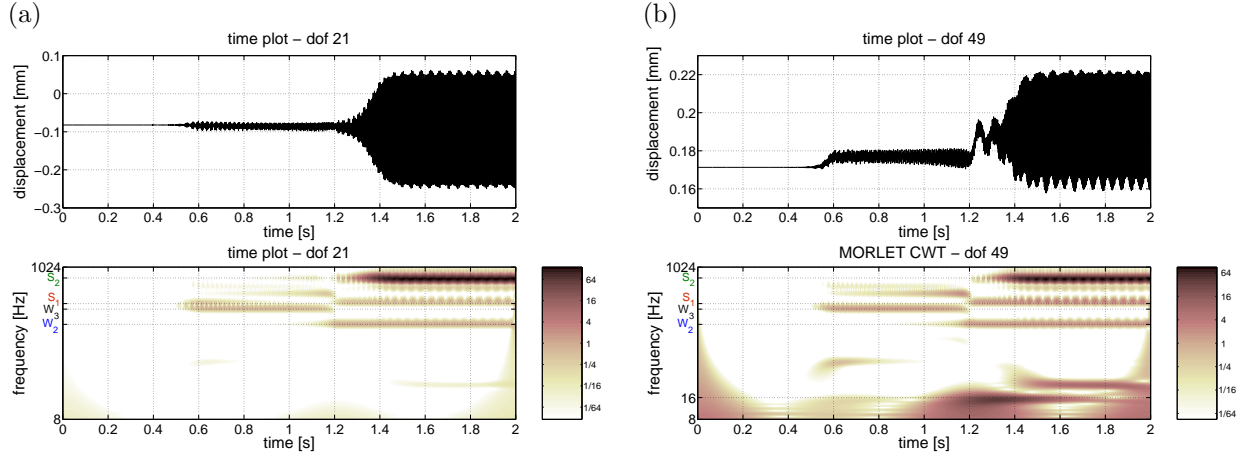 (a)
time plot – dof 21
displacement [mm]
0.1
0
−0.1
−0.2
−0.3
0 0.2 0.4 0.6 0.8 1 1.2 1.4 1.6 1.8 2
time [s]
time plot – dof 21
frequency [Hz]
1024
S2
S1
W3
W2
8
0 0.2 0.4 0.6 0.8 1 1.2 1.4 1.6 1.8 2
time [s]
64
16
4
1
1/4
1/16
1/64
(b)
time plot – dof 49
displacement [mm]
0.22
0.2
0.18
0.16
0 0.2 0.4 0.6 0.8 1 1.2 1.4 1.6 1.8 2
time [s]
MORLET CWT – dof 49
frequency [Hz]
1024
S2
S1
W3
W2
16
8
0 0.2 0.4 0.6 0.8 1 1.2 1.4 1.6 1.8 2
time [s]
64
16
4
1
1/4
1/16
1/64